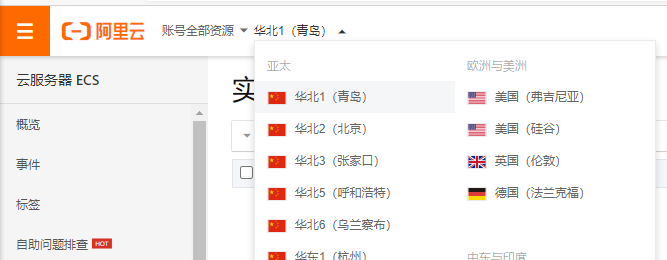 阿里云 账号全部资源 华北1（青岛）
云服务器 ECS
概览
事件
标签
自助问题排查 HOT
实
亚太
华北1（青岛）
华北2（北京）
华北3（张家口）
华北5（呼和浩特）
华北6（乌兰察布）
华东1（杭州）
欧洲与美洲
美国（弗吉尼亚）
美国（硅谷）
英国（伦敦）
德国（法兰克福）
中东与印度